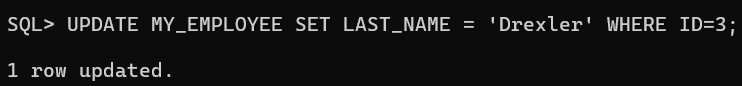 SQL> UPDATE MY_EMPLOYEE SET LAST_NAME = 'Drexler' WHERE ID=3;
1 row updated.